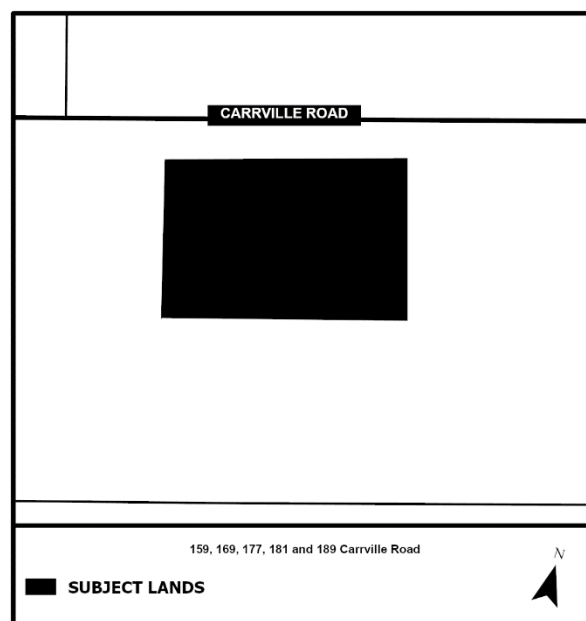 CARRVILLE ROAD
159, 169, 177, 181 and 189 Carrville Road
N
SUBJECT LANDS